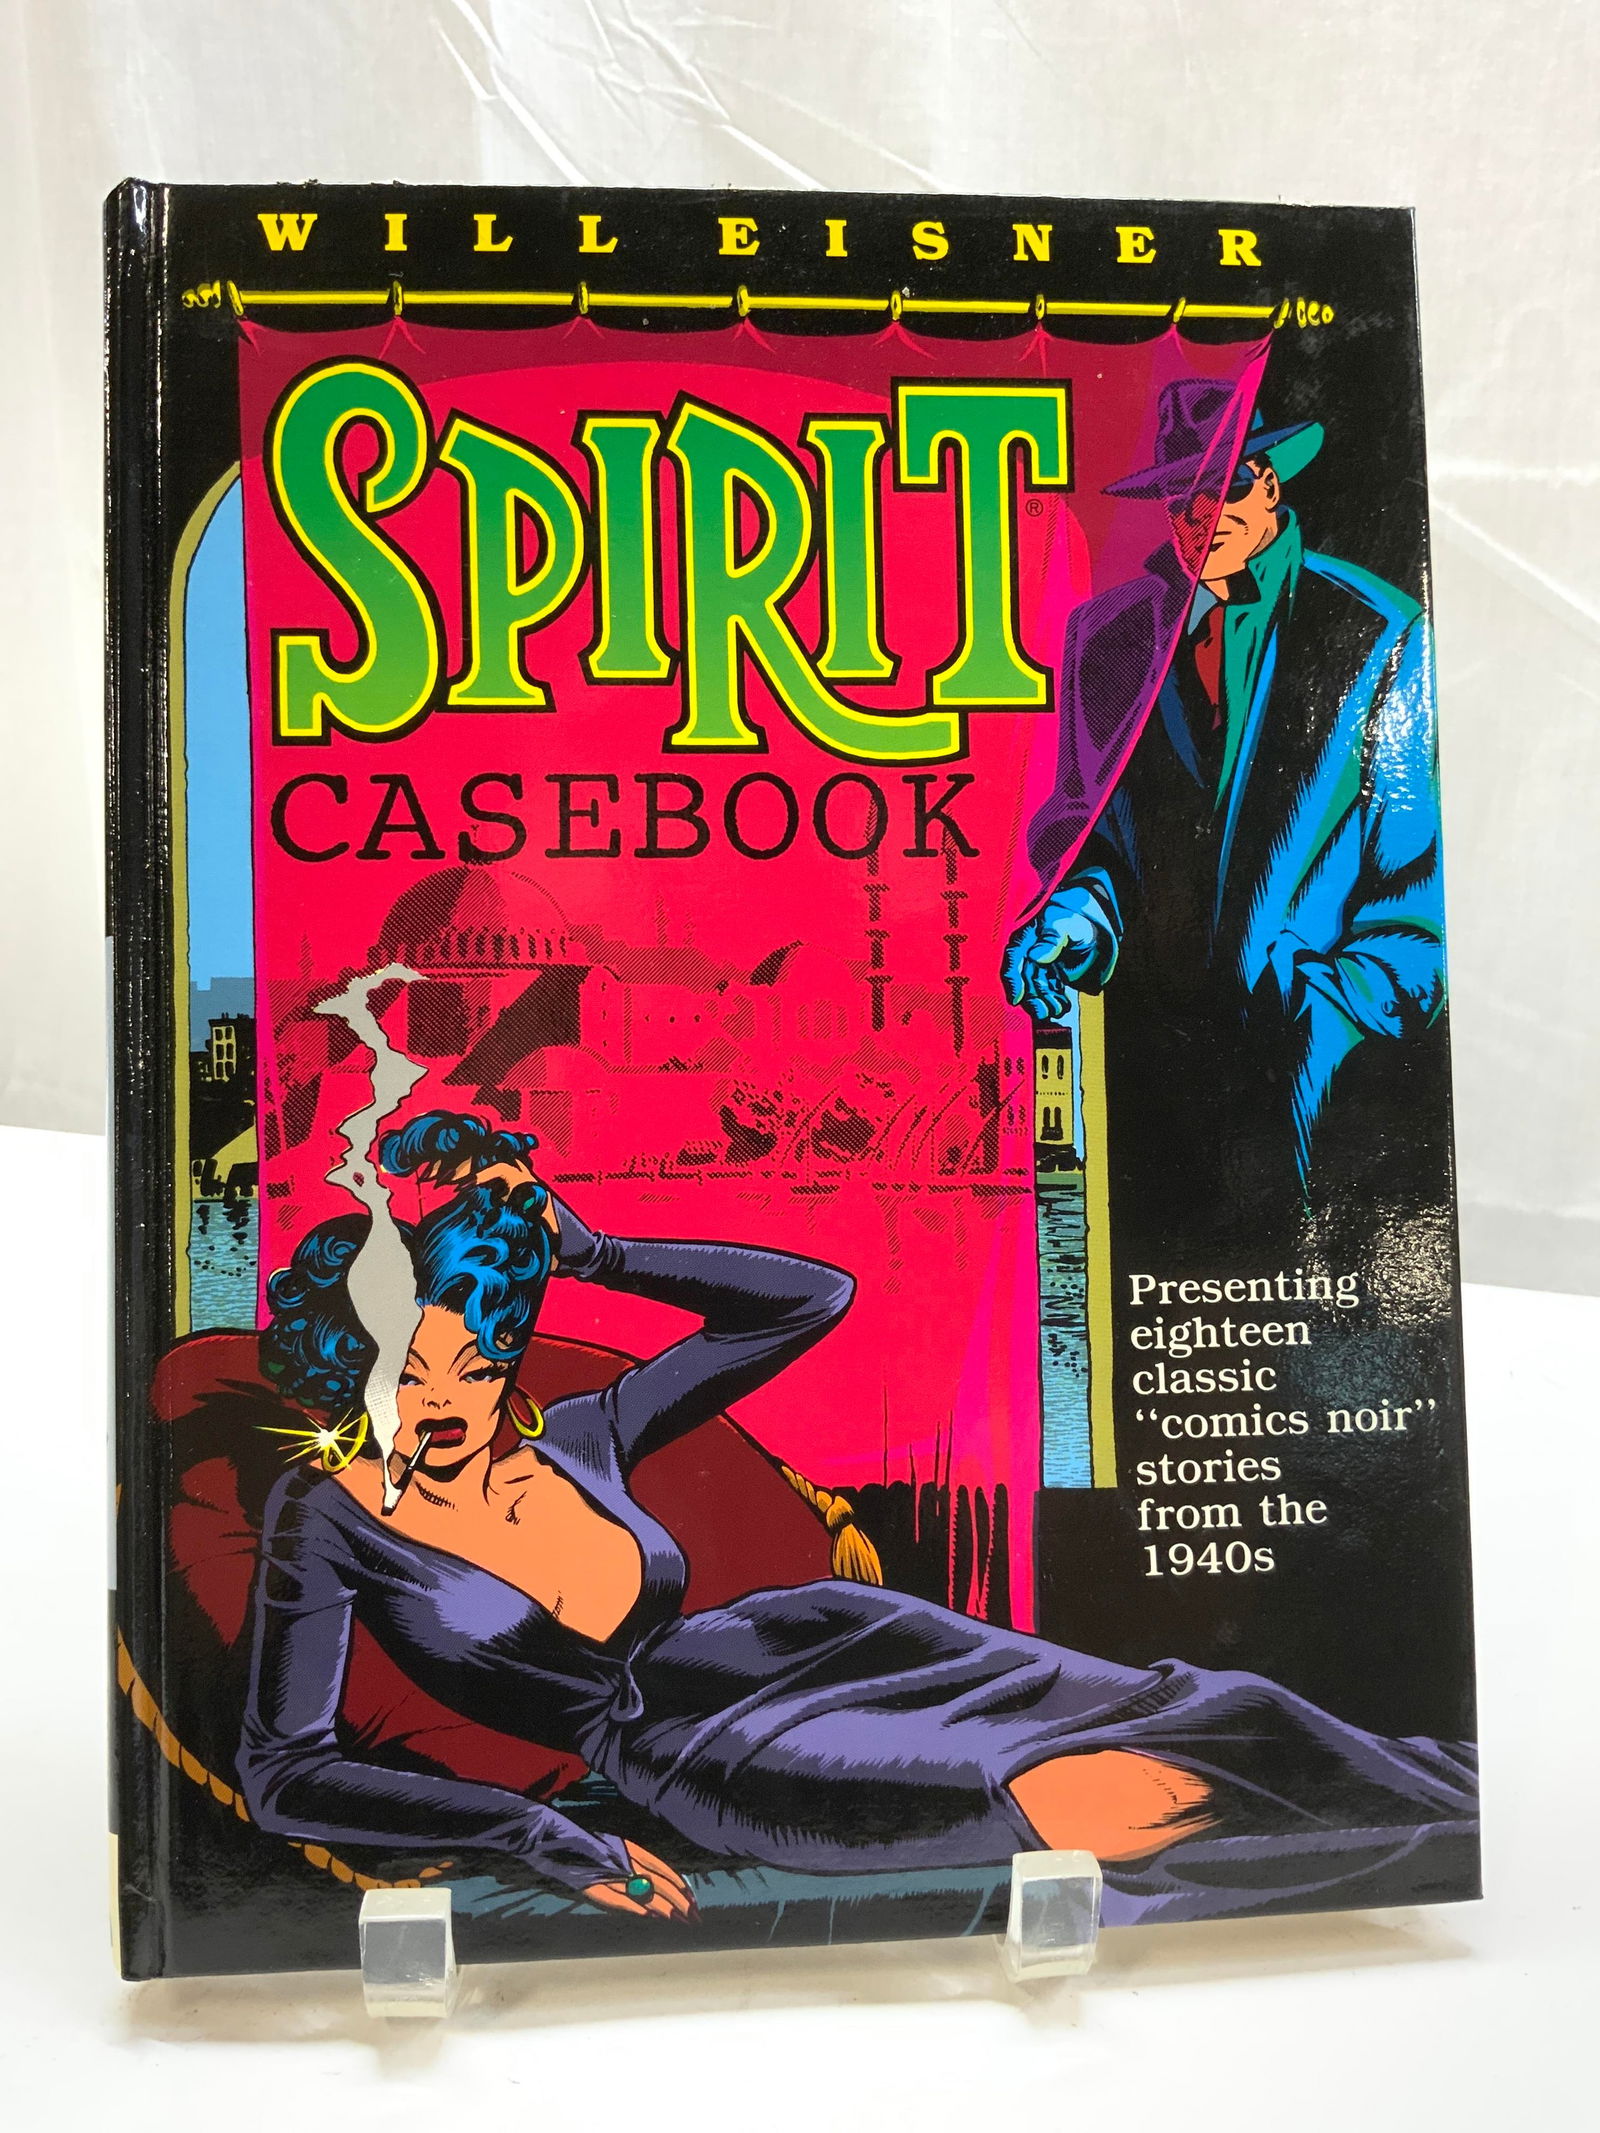 WILL EISNER
SPIRIT®
CASEBOOK
Presenting
eighteen
classic
“comics noir”
stories
from the
1940s